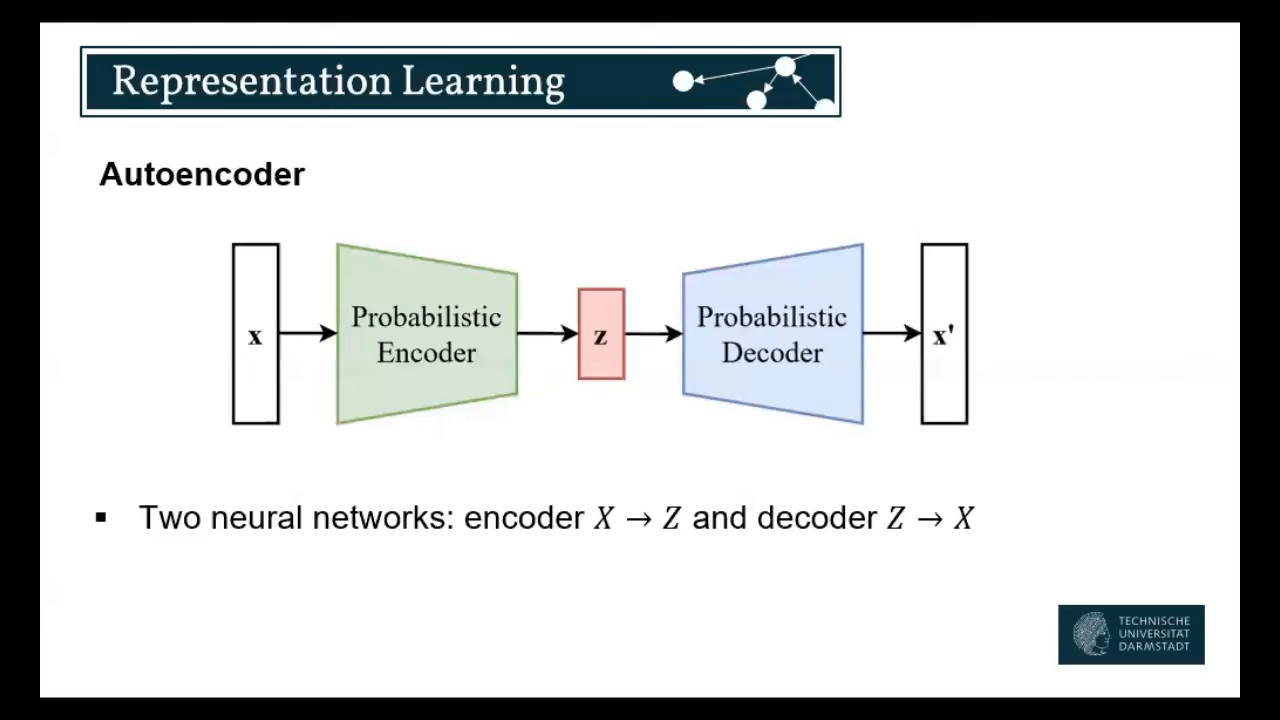 Representation Learning
Autoencoder
x
Probabilistic
Encoder
z
Probabilistic
Decoder
x'
▪ Two neural networks: encoder X → Z and decoder Z → X
TECHNISCHE
UNIVERSITÄT
DARMSTADT